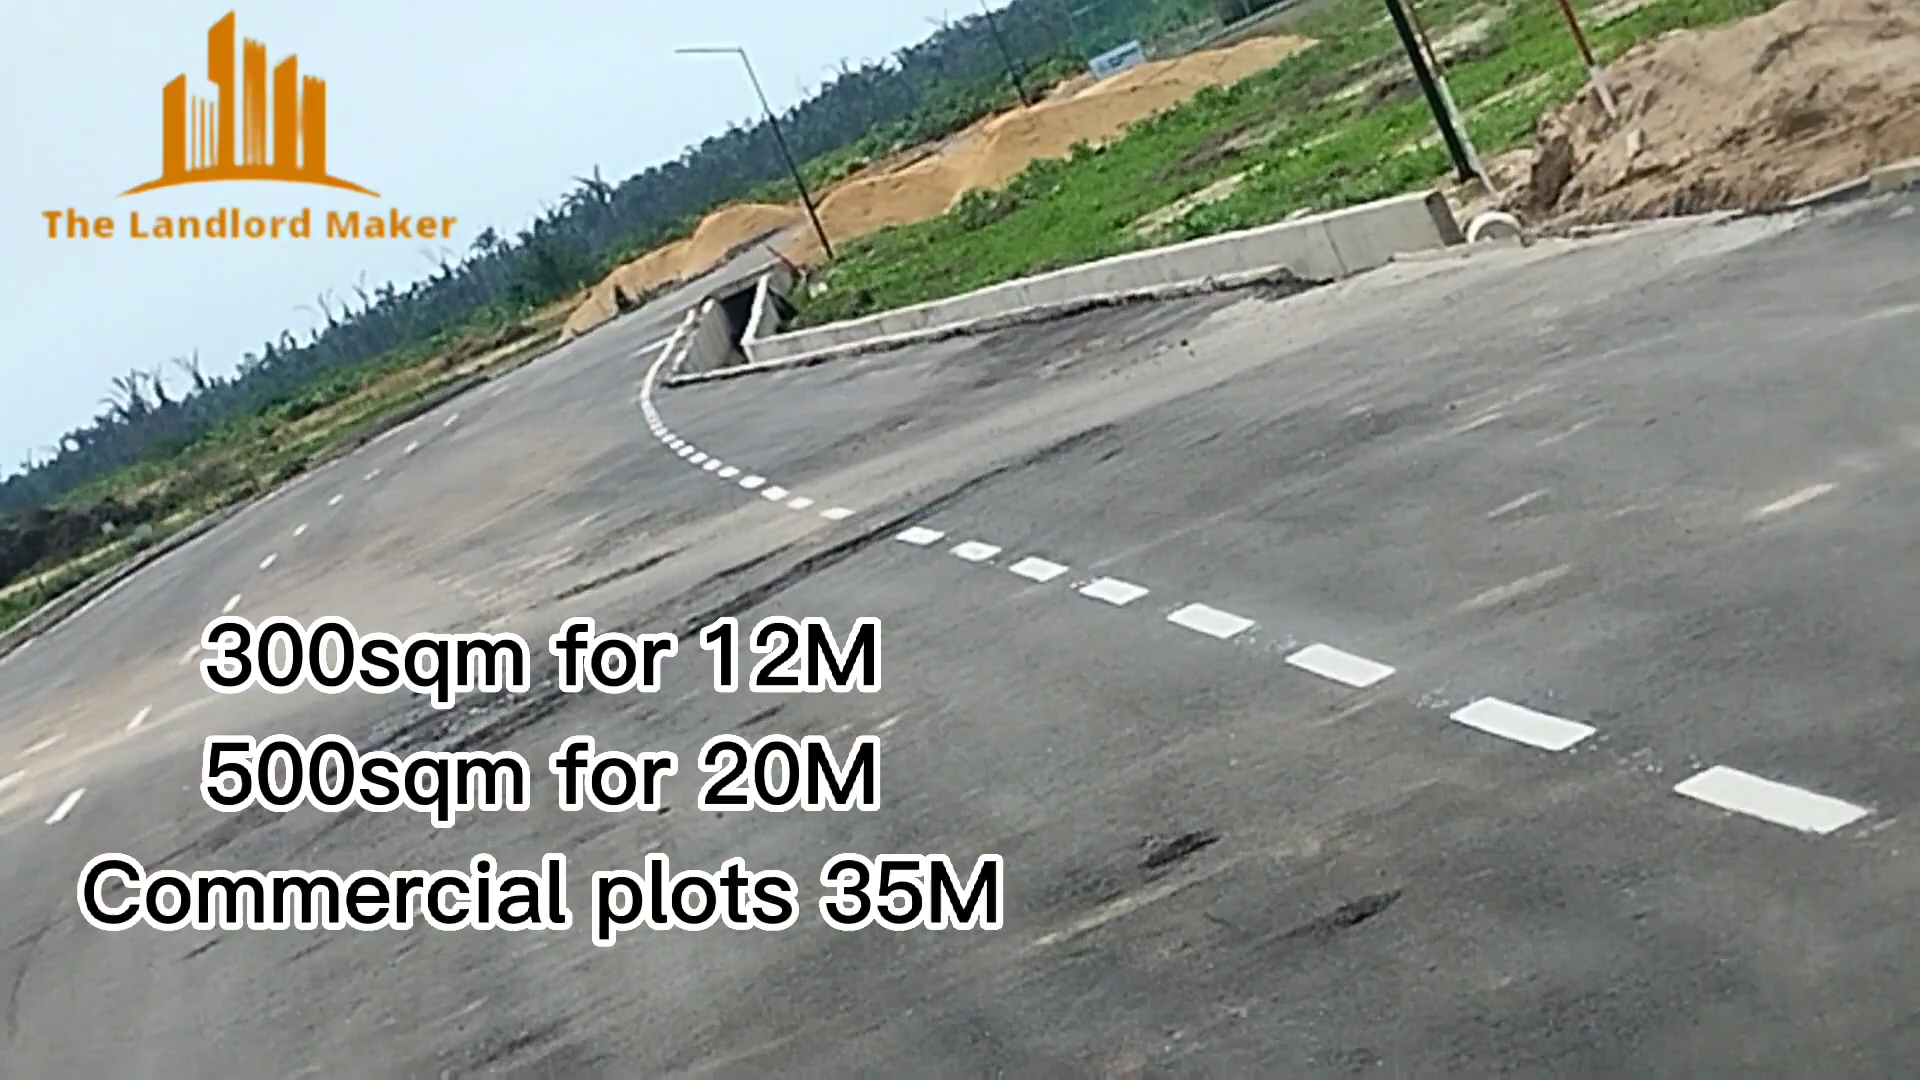 The Landlord Maker
300sqm for 12M
500sqm for 20M
Commercial plots 35M